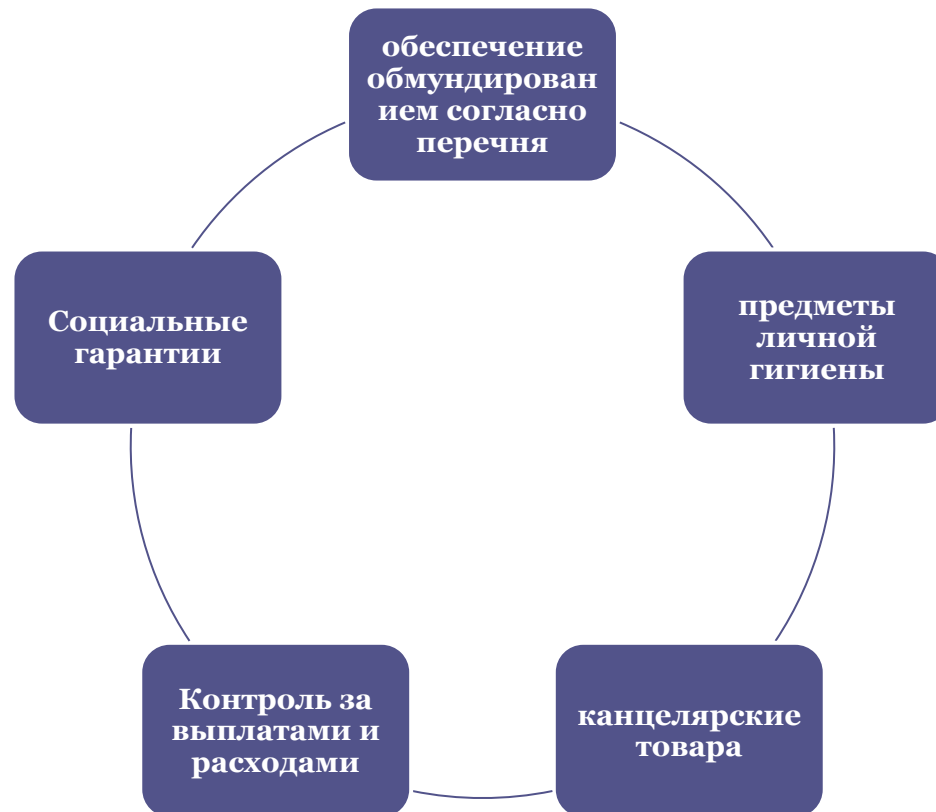 обеспечение
обмундирован
ием согласно
перечня
Социальные
гарантии
предметы
личной
гигиены
Контроль за
выплатами и
расходами
канцелярские
товара